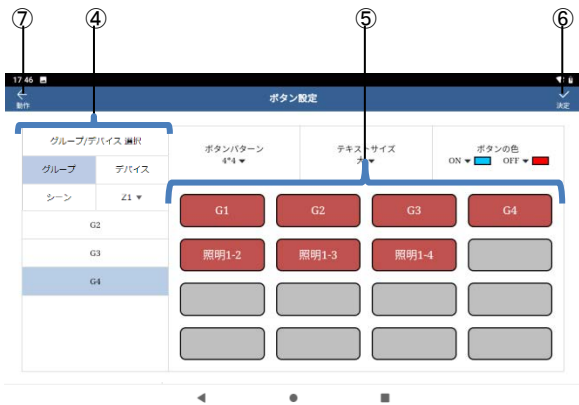 ⑦ ④ ⑤ ⑥
17 46
動作 ボタン設定 決定
グループ/デバイス 選択
グループ デバイス
シーン Z1
G2
G3
G4
ボタンパターン
4*4
テキストサイズ
大
ボタンの色
ON OFF
G1 G2 G3 G4
照明1-2 照明1-3 照明1-4